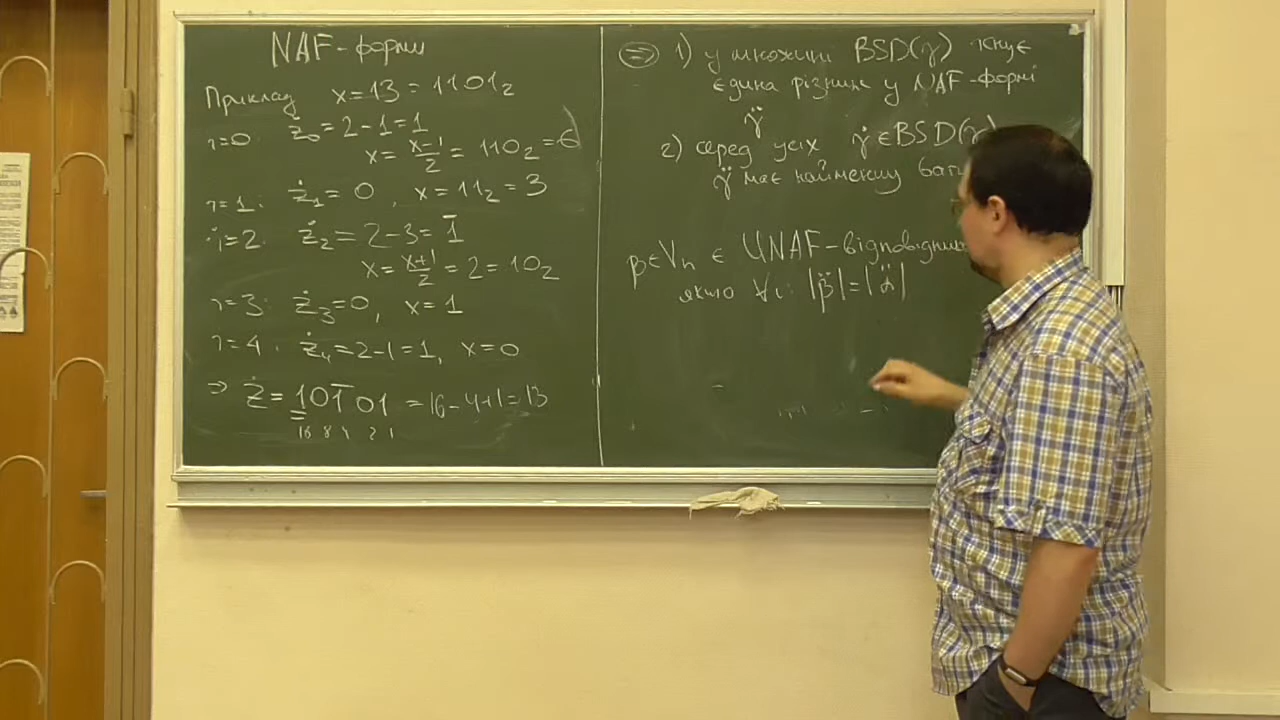 NAF-форми
Приклад x=13=1101₂
i=0: ż₀=2-1=1
x=(x-1)/2=110₂=6
i=1: ż₁=0, x=11₂=3
i=2. ż₂=2-3=1̅
x=(x+1)/2=2=10₂
i=3: ż₃=0, x=1
i=4. ż₄=2-1=1, x=0
⇒ ż=101̅01=16-4+1=13
16 8 4 2 1
⇒ 1) у множині BSD(γ) існує
єдина різниця у NAF-формі
γ̈
2) серед усіх γ̇∈BSD(γ)
γ̈ має найменшу
β∈Vₙ є UNAF-відповідник
якщо ∀i: |β̈|=|α̈|